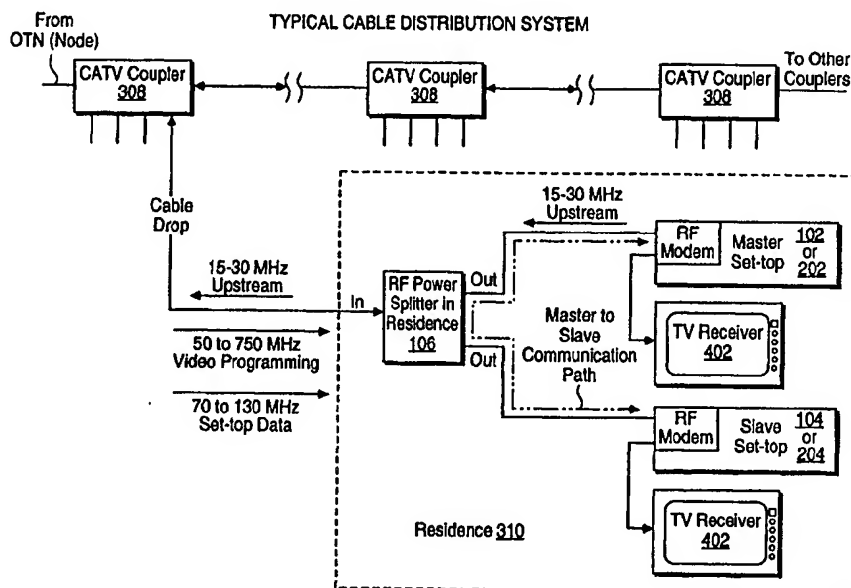 TYPICAL CABLE DISTRIBUTION SYSTEM
From
OTN (Node)
CATV Coupler
308
CATV Coupler
308
CATV Coupler
308
To Other
Couplers
Cable
Drop
15-30 MHz
Upstream
50 to 750 MHz
Video Programming
70 to 130 MHz
Set-top Data
In
RF Power
Splitter in
Residence
106
Out
Out
15-30 MHz
Upstream
Master to
Slave
Communication
Path
RF
Modem
Master
Set-top
102
or
202
TV Receiver
402
RF
Modem
Slave
Set-top
104
or
204
TV Receiver
402
Residence 310